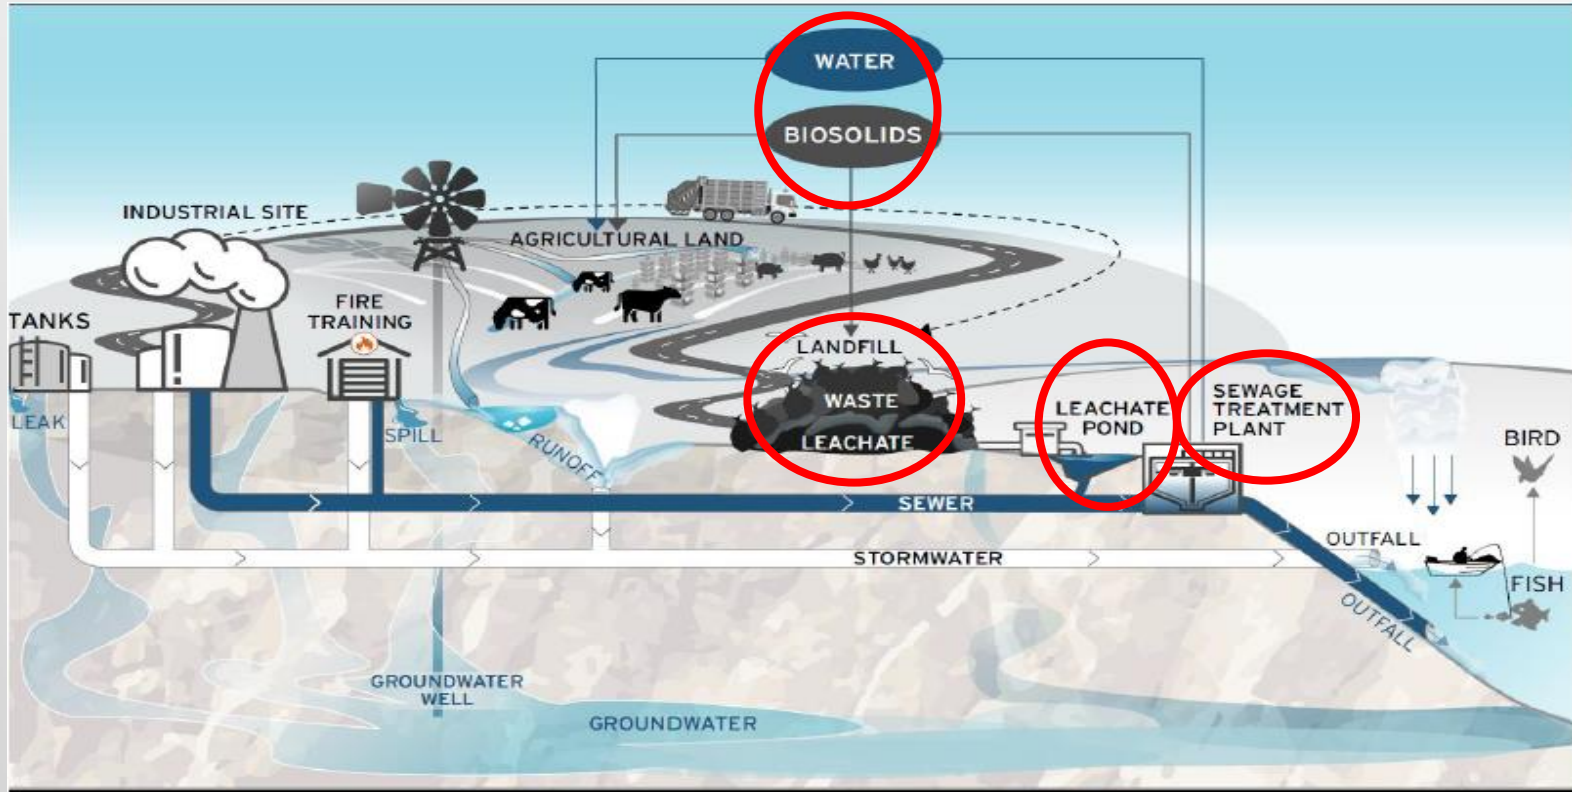 WATER
BIOSOLIDS
INDUSTRIAL SITE
AGRICULTURAL LAND
TANKS
FIRE
TRAINING
LANDFILL
WASTE
LEACHATE
LEACHATE
POND
SEWAGE
TREATMENT
PLANT
BIRD
LEAK
SPILL
RUNOFF
SEWER
OUTFALL
STORMWATER
FISH
OUTFALL
GROUNDWATER
WELL
GROUNDWATER